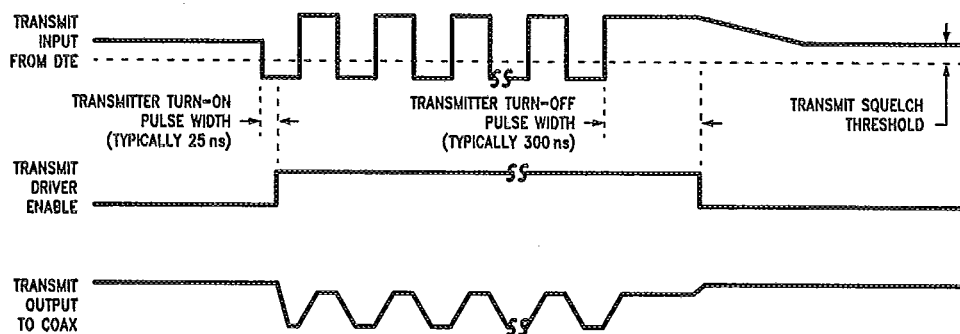 TRANSMIT
INPUT
FROM DTE
TRANSMITTER TURN-ON
PULSE WIDTH
(TYPICALLY 25 ns)
TRANSMITTER TURN-OFF
PULSE WIDTH
(TYPICALLY 300 ns)
TRANSMIT SQUELCH
THRESHOLD
TRANSMIT
DRIVER
ENABLE
TRANSMIT
OUTPUT
TO COAX